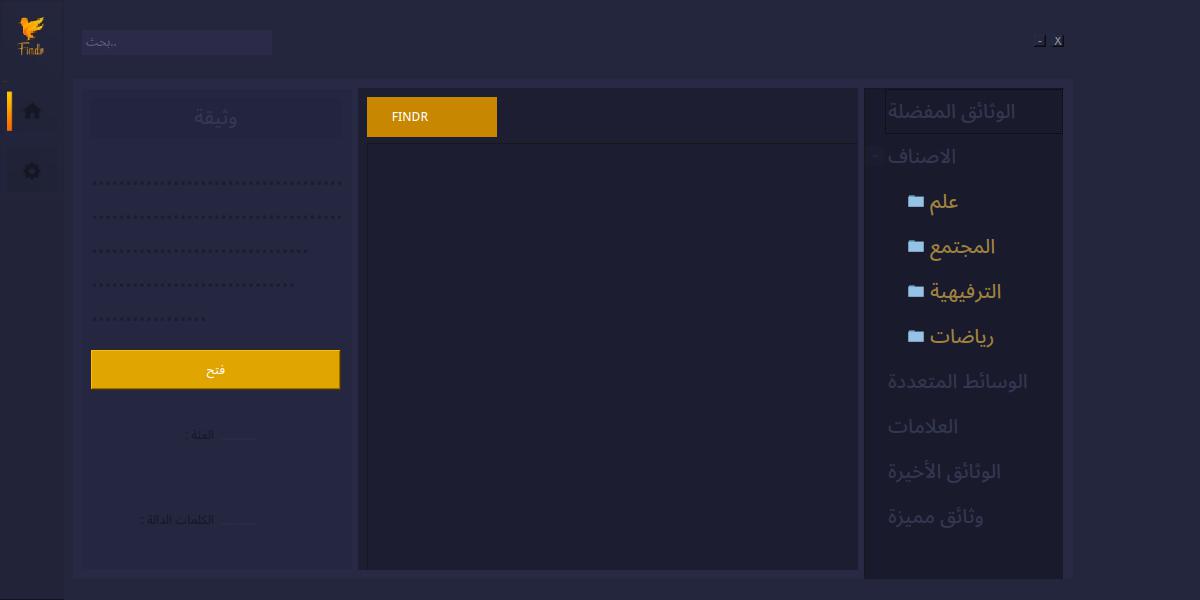 Findr
بحث..
- X
وثيقة
فتح
الفئة :
الكلمات الدالة :
FINDR
الوثائق المفضلة
الاصناف
علم
المجتمع
الترفيهية
رياضات
الوسائط المتعددة
العلامات
الوثائق الأخيرة
وثائق مميزة